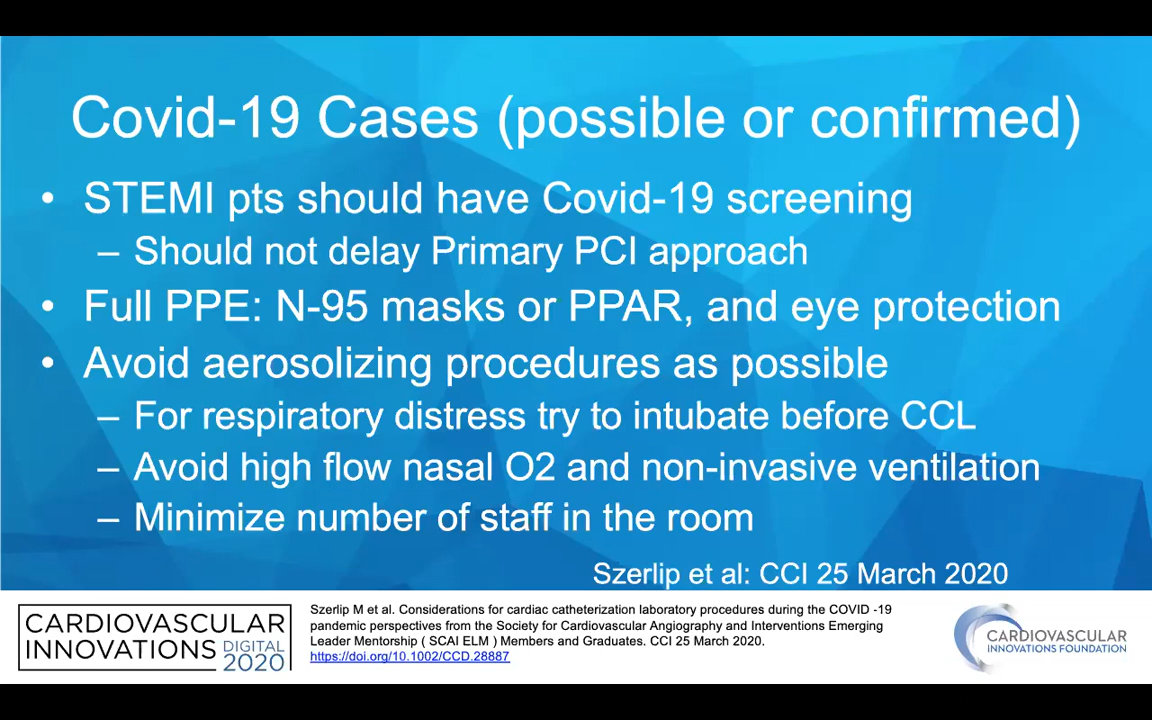 Covid-19 Cases (possible or confirmed)
• STEMI pts should have Covid-19 screening
– Should not delay Primary PCI approach
• Full PPE: N-95 masks or PPAR, and eye protection
• Avoid aerosolizing procedures as possible
– For respiratory distress try to intubate before CCL
– Avoid high flow nasal O2 and non-invasive ventilation
– Minimize number of staff in the room
Szerlip et al: CCI 25 March 2020
CARDIOVASCULAR
INNOVATIONS DIGITAL
2020
Szerlip M et al. Considerations for cardiac catheterization laboratory procedures during the COVID -19
pandemic perspectives from the Society for Cardiovascular Angiography and Interventions Emerging
Leader Mentorship ( SCAI ELM ) Members and Graduates. CCI 25 March 2020.
https://doi.org/10.1002/CCD.28887
CARDIOVASCULAR
INNOVATIONS FOUNDATION